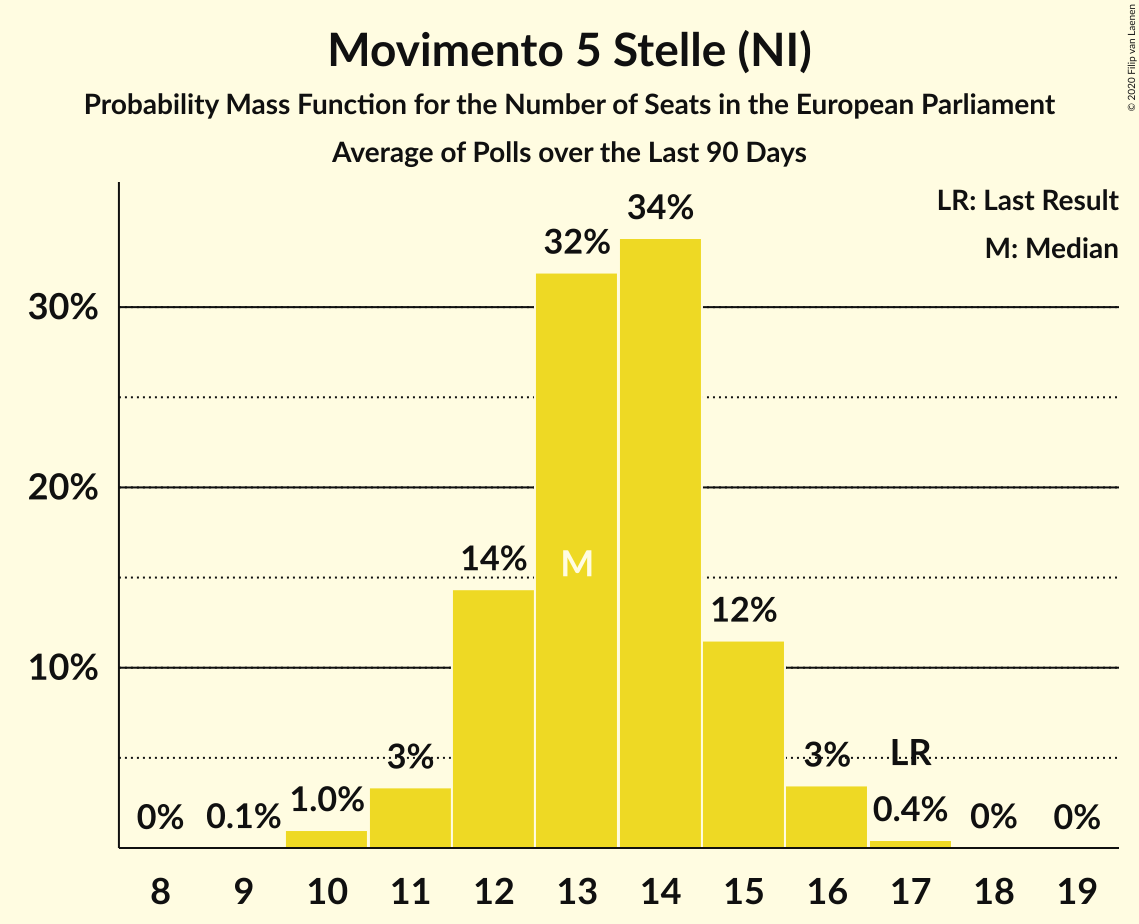 Movimento 5 Stelle (NI)
Probability Mass Function for the Number of Seats in the European Parliament
Average of Polls over the Last 90 Days
© 2020 Filip van Laenen
LR: Last Result
M: Median
30%
20%
10%
0%
0.1%
1.0%
3%
14%
32%
M
34%
12%
3%
LR
0.4%
0%
0%
8 9 10 11 12 13 14 15 16 17 18 19